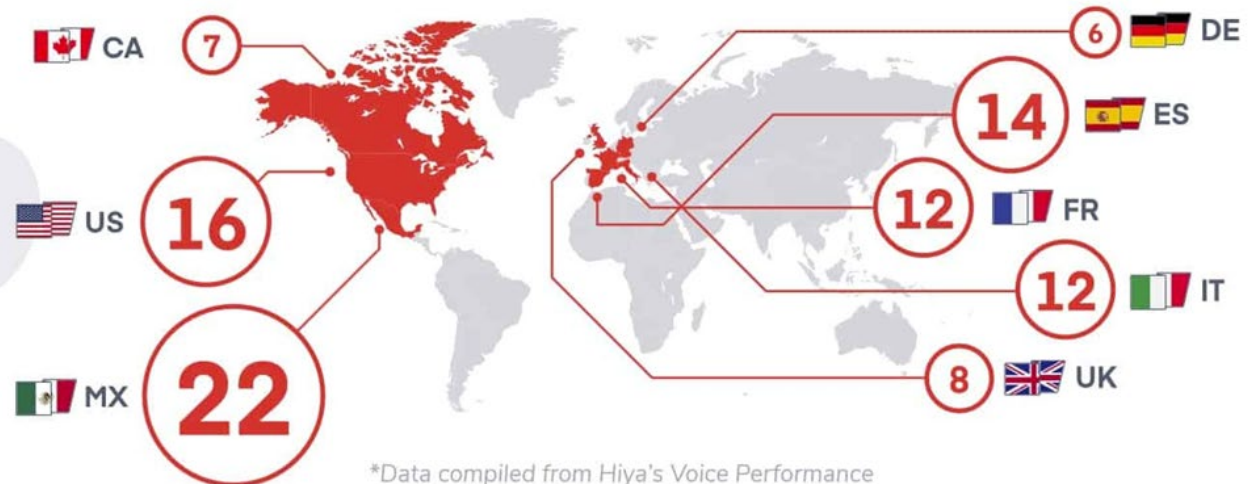 CA 7
US 16
MX 22
6 DE
14 ES
12 FR
12 IT
8 UK
*Data compiled from Hiya's Voice Performance